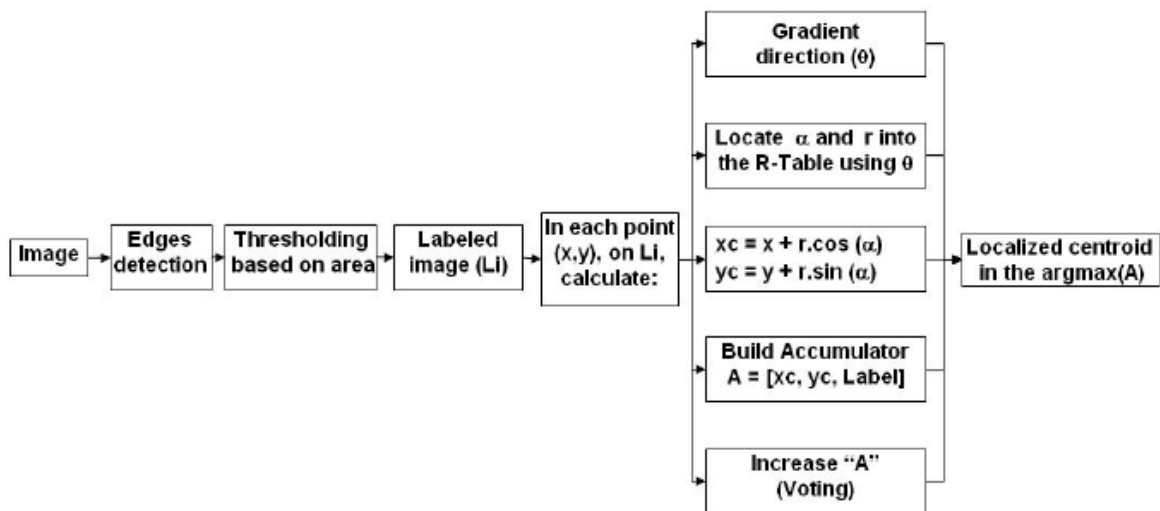 Image
Edges
detection
Thresholding
based on area
Labeled
image (Li)
In each point
(x,y), on Li,
calculate:
Gradient
direction (θ)
Locate α and r into
the R-Table using θ
xc = x + r.cos (α)
yc = y + r.sin (α)
Build Accumulator
A = [xc, yc, Label]
Increase “A”
(Voting)
Localized centroid
in the argmax(A)